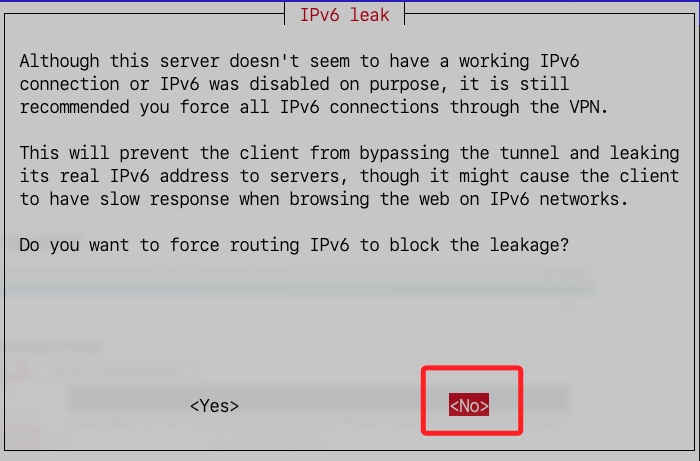 IPv6 leak
Although this server doesn't seem to have a working IPv6
connection or IPv6 was disabled on purpose, it is still
recommended you force all IPv6 connections through the VPN.
This will prevent the client from bypassing the tunnel and leaking
its real IPv6 address to servers, though it might cause the client
to have slow response when browsing the web on IPv6 networks.
Do you want to force routing IPv6 to block the leakage?
<Yes> <No>